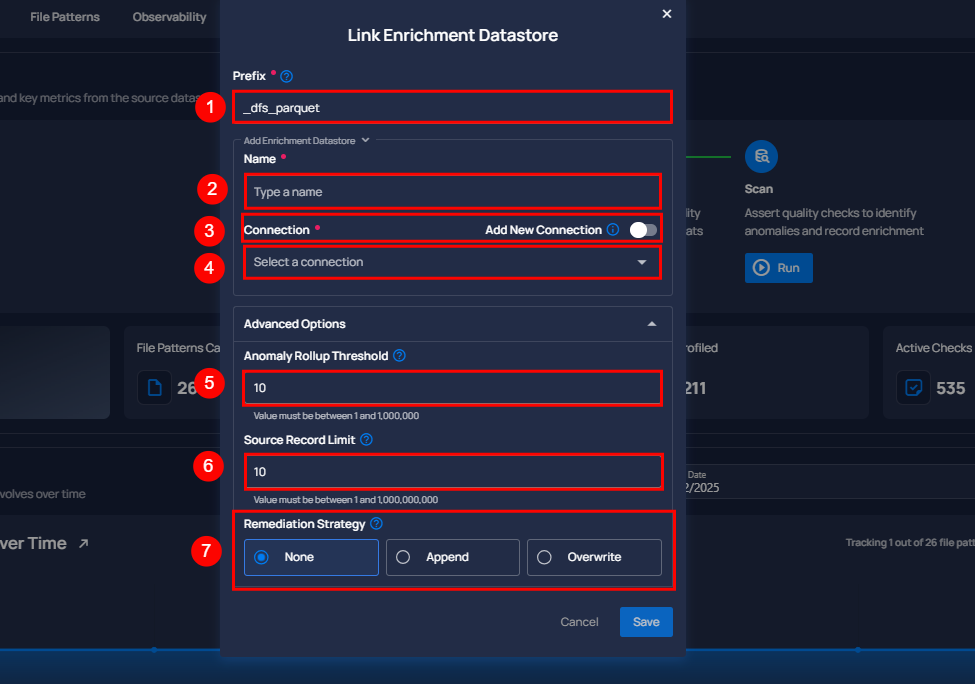 File Patterns Observability
Link Enrichment Datastore
Prefix * ?
and key metrics from the source datas
1 _dfs_parquet
Add Enrichment Datastore
Name *
2 Type a name
3 Connection * Add New Connection
4 Select a connection
Scan
Assert quality checks to identify
anomalies and record enrichment
Run
lity
ats
Advanced Options
Anomaly Rollup Threshold ?
5 10
Value must be between 1 and 1,000,000
Source Record Limit ?
6 10
Value must be between 1 and 1,000,000,000
7 Remediation Strategy ?
None Append Overwrite
Cancel Save
File Patterns Ca
26
rofiled
211
Active Checks
535
volves over time
Date
2/2025
ver Time
Tracking 1 out of 26 file pat